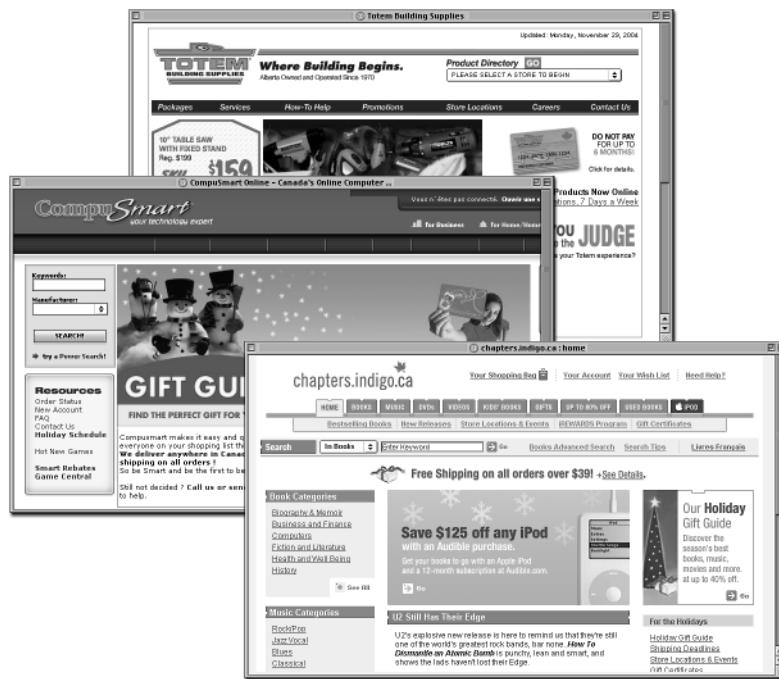 Totem Building Supplies
Updated: Monday, November 29, 2004
TOTEM
BUILDING SUPPLIES
Where Building Begins.
Alberta Owned and Operated Since 1970
Product Directory GO
PLEASE SELECT A STORE TO BEGIN
Packages Services How-To Help Promotions Store Locations Careers Contact Us
10" TABLE SAW
WITH FIXED STAND
Reg. $199
$159
DO NOT PAY
FOR UP TO
6 MONTHS!
Click for details.
Products Now Online
7 Days a Week
YOU
the JUDGE
your Totem experience?
CompuSmart Online - Canada's Online Computer ...
CompuSmart
your technology expert
Vous n'êtes pas connecté. Ouvrir une s
for Business for Home/Home
Keywords:
Manufacturer:
SEARCH!
try a Power Search!
Resources
Order Status
New Account
FAQ
Contact Us
Holiday Schedule
Hot New Games
Smart Rebates
Game Central
GIFT GUI
FIND THE PERFECT GIFT FOR
Compusmart makes it easy and q
everyone on your shopping list th
We deliver anywhere in Canad
shipping on all orders !
So be Smart and be the first to be
Still not decided ? Call us or sen
to help.
chapters.indigo.ca : home
chapters.indigo.ca
Your Shopping Bag Your Account Your Wish List Need Help?
HOME BOOKS MUSIC DVDs VIDEOS KIDS' BOOKS GIFTS UP TO 80% OFF USED BOOKS iPOD
Bestselling Books New Releases Store Locations & Events iREWARDS Program Gift Certificates
Search In Books Enter Keyword Go Books Advanced Search Search Tips Livres Français
Free Shipping on all orders over $39! +See Details.
Book Categories
Biography & Memoir
Business and Finance
Computers
Fiction and Literature
Health and Well Being
History
See All
Music Categories
Rock/Pop
Jazz Vocal
Blues
Classical
Save $125 off any iPod
with an Audible purchase.
Get your books to go with an Apple iPod
and a 12-month subscription at Audible.com.
Go
U2 Still Has Their Edge
U2's explosive new release is here to remind us that they're still
one of the world's greatest rock bands, bar none. How To
Dismantle an Atomic Bomb is punchy, lean and smart, and
shows the lads haven't lost their Edge.
Our Holiday
Gift Guide
Discover the
season's best
books, music,
movies and more.
at up to 40% off.
Go
For the Holidays
Holiday Gift Guide
Shipping Deadlines
Store Locations & Events
Gift Certificates